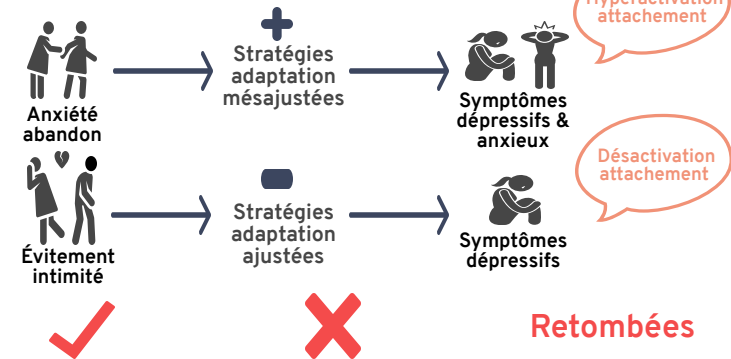 Hyperactivation
attachement
Stratégies
adaptation
mésajustées
Anxiété
abandon
Symptômes
dépressifs &
anxieux
Désactivation
attachement
Stratégies
adaptation
ajustées
Évitement
intimité
Symptômes
dépressifs
Retombées